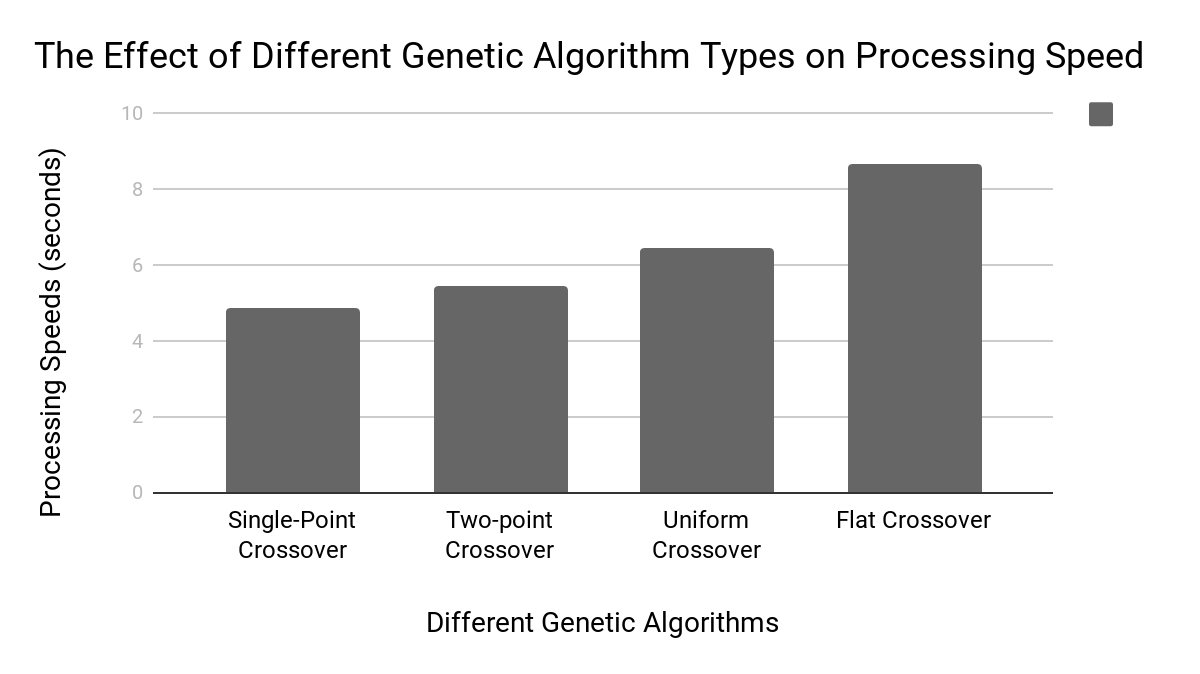 The Effect of Different Genetic Algorithm Types on Processing Speed
Processing Speeds (seconds)
10
8
6
4
2
0
Single-Point
Crossover
Two-point
Crossover
Uniform
Crossover
Flat Crossover
Different Genetic Algorithms